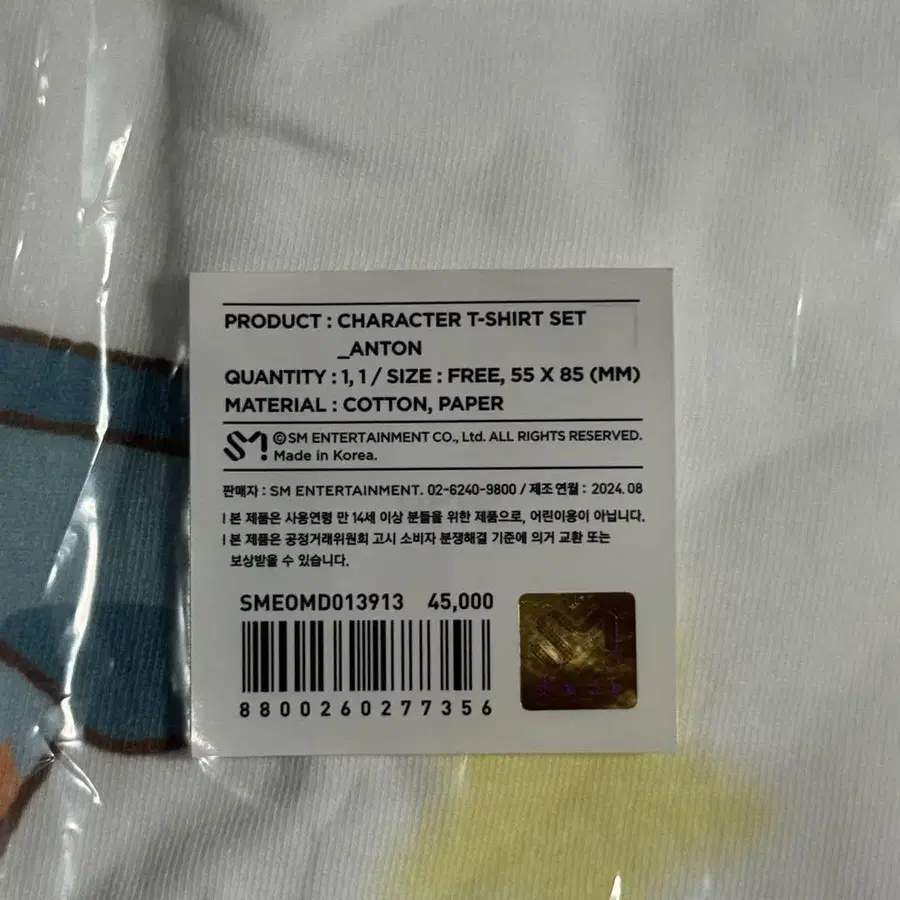 PRODUCT : CHARACTER T-SHIRT SET
_ANTON
QUANTITY : 1, 1 / SIZE : FREE, 55 X 85 (MM)
MATERIAL : COTTON, PAPER
SM ©SM ENTERTAINMENT CO., Ltd. ALL RIGHTS RESERVED.
Made in Korea.
판매자 : SM ENTERTAINMENT. 02-6240-9800 / 제조 연월 : 2024. 08
I 본 제품은 사용연령 만 14세 이상 분들을 위한 제품으로, 어린이용이 아닙니다.
I 본 제품은 공정거래위원회 고시 소비자 분쟁해결 기준에 의거 교환 또는
보상받을 수 있습니다.
SMEOMD013913 45,000
8800260277356